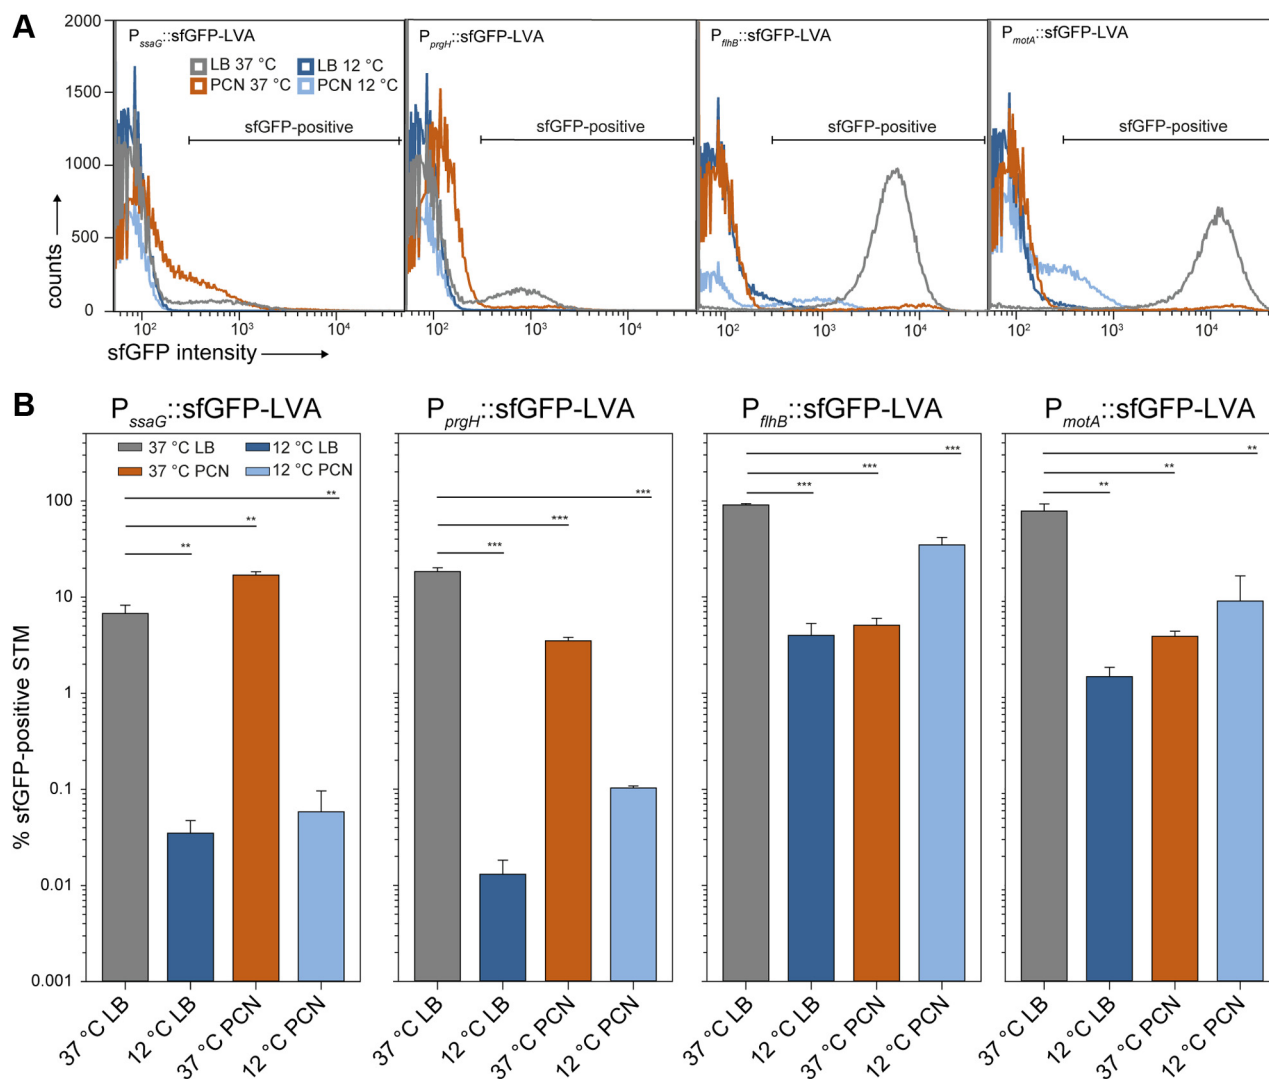 A
P ssaG::sfGFP-LVA
LB 37 °C LB 12 °C
PCN 37 °C PCN 12 °C
sfGFP-positive
P prgH::sfGFP-LVA
sfGFP-positive
P flhB::sfGFP-LVA
sfGFP-positive
P motA::sfGFP-LVA
sfGFP-positive
2000
1500
1000
500
0
counts
10² 10³ 10⁴
10² 10³ 10⁴
10² 10³ 10⁴
10² 10³ 10⁴
sfGFP intensity
B
P ssaG::sfGFP-LVA
P prgH::sfGFP-LVA
P flhB::sfGFP-LVA
P motA::sfGFP-LVA
37 °C LB 12 °C LB
37 °C PCN 12 °C PCN
**
**
**
***
***
***
***
***
***
**
**
**
100
10
1
0.1
0.01
0.001
% sfGFP-positive STM
37 °C LB
12 °C LB
37 °C PCN
12 °C PCN
37 °C LB
12 °C LB
37 °C PCN
12 °C PCN
37 °C LB
12 °C LB
37 °C PCN
12 °C PCN
37 °C LB
12 °C LB
37 °C PCN
12 °C PCN